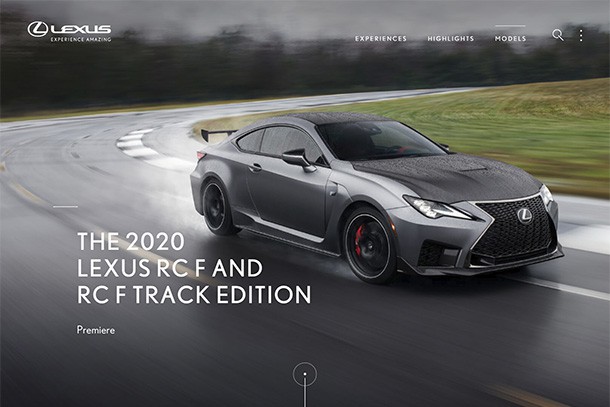 LEXUS
EXPERIENCE AMAZING
EXPERIENCES HIGHLIGHTS MODELS
THE 2020
LEXUS RC F AND
RC F TRACK EDITION
Premiere